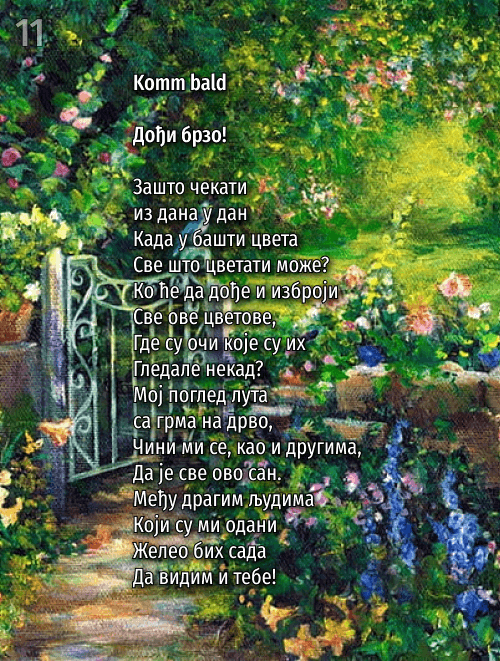 11
Komm bald
Дођи брзо!
Зашто чекати
из дана у дан
Када у башти цвета
Све што цветати може?
Ко ће да дође и изброји
Све ове цветове,
Где су очи које су их
Гледале некад?
Мој поглед лута
са грма на дрво,
Чини ми се, као и другима,
Да је све ово сан.
Међу драгим људима
Који су ми одани
Желео бих сада
Да видим и тебе!